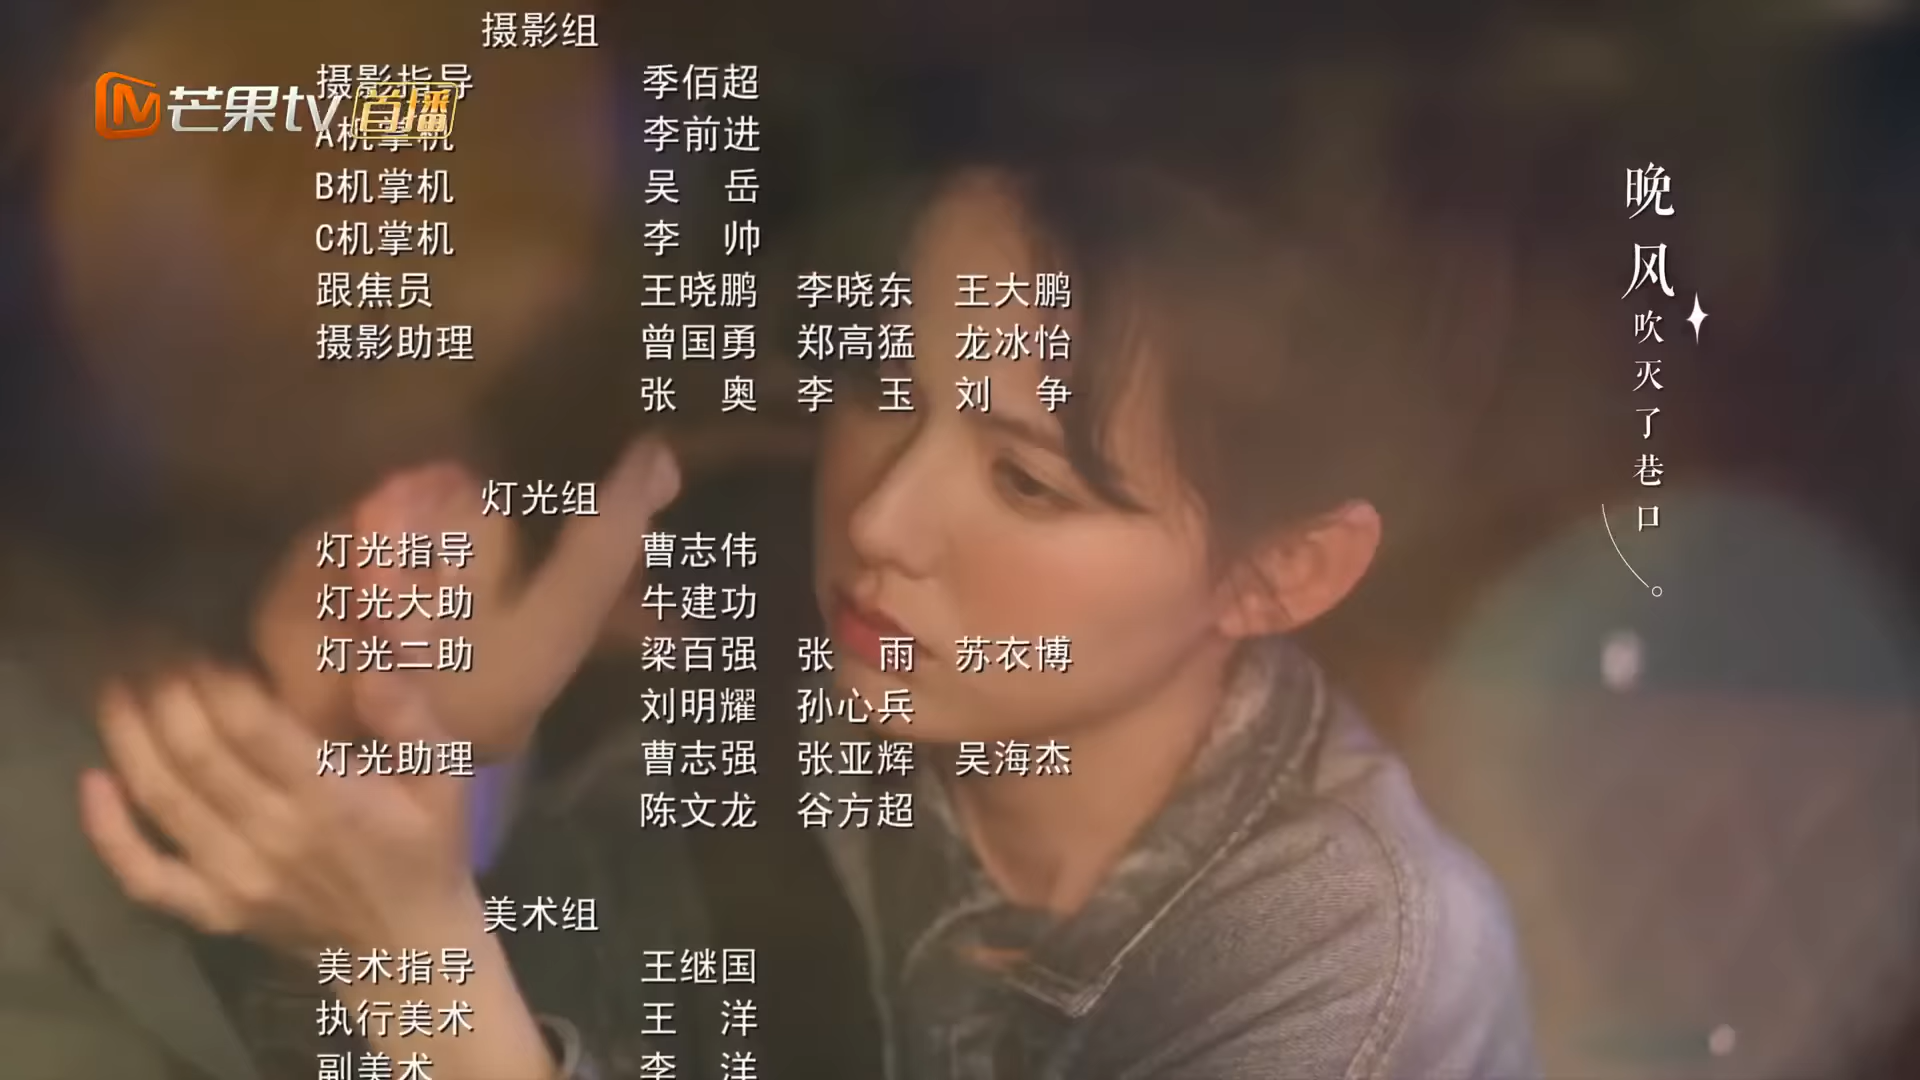 摄影组
摄影指导 季佰超
芒果tv 首播
A机掌机 李前进
B机掌机 吴 岳
C机掌机 李 帅
跟焦员 王晓鹏 李晓东 王大鹏
摄影助理 曾国勇 郑高猛 龙冰怡
张 奥 李 玉 刘 争
灯光组
灯光指导 曹志伟
灯光大助 牛建功
灯光二助 梁百强 张 雨 苏衣博
刘明耀 孙心兵
灯光助理 曹志强 张亚辉 吴海杰
陈文龙 谷方超
美术组
美术指导 王继国
执行美术 王 洋
副美术 李 洋
晚风吹灭了巷口